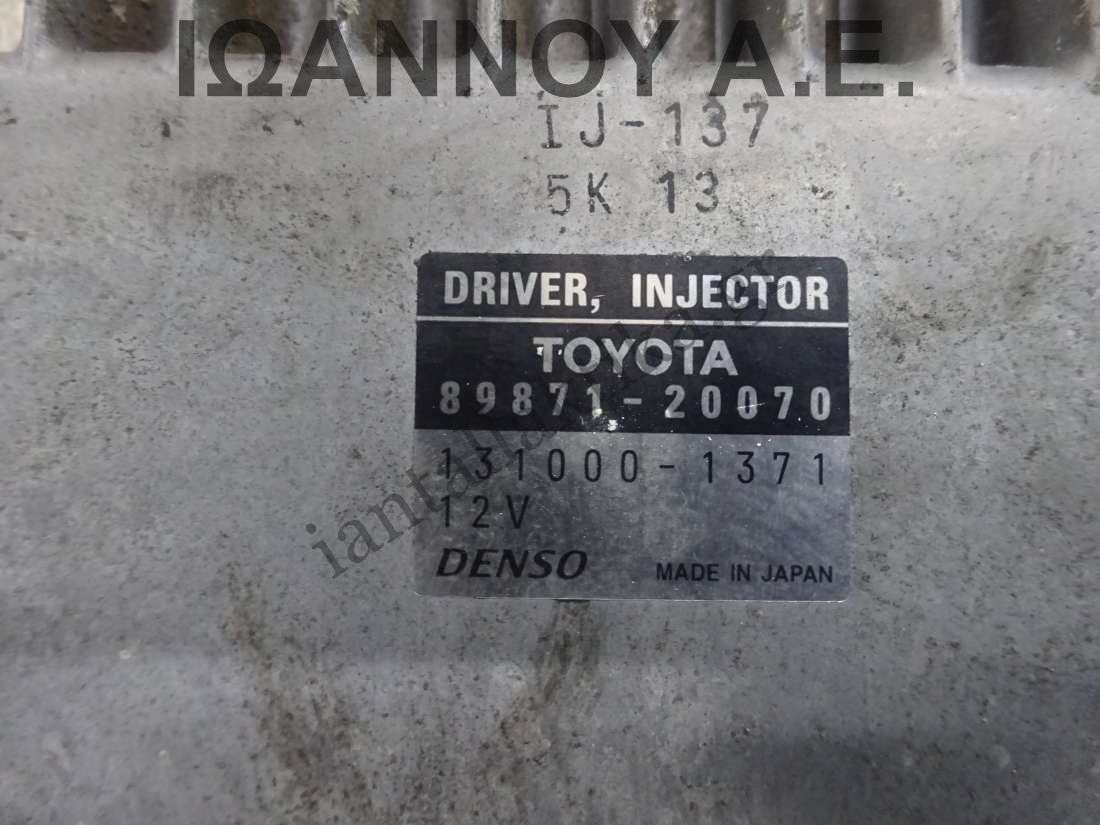 ΙΩΑΝΝΟΥ Α.Ε.
IJ-137
5K 13
DRIVER, INJECTOR
TOYOTA
89871-20070
131000-1371
12V
DENSO MADE IN JAPAN